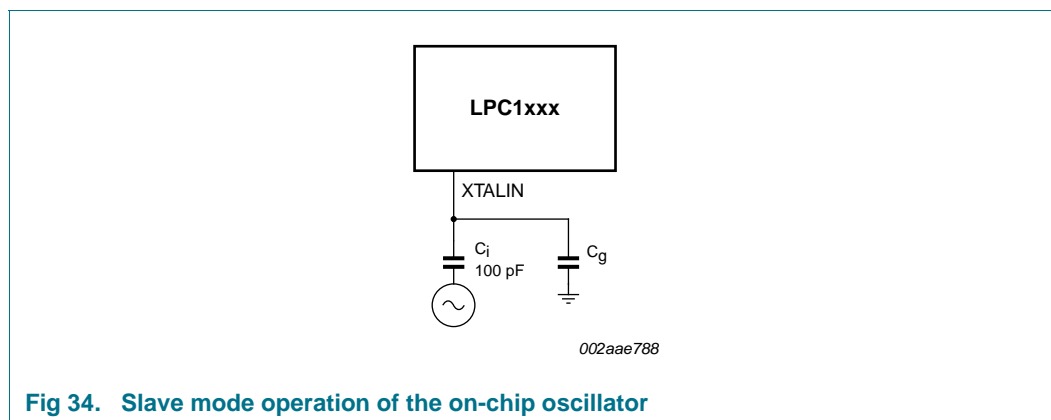 LPC1xxx
XTALIN
Ci
100 pF
Cg
002aae788
Fig 34. Slave mode operation of the on-chip oscillator